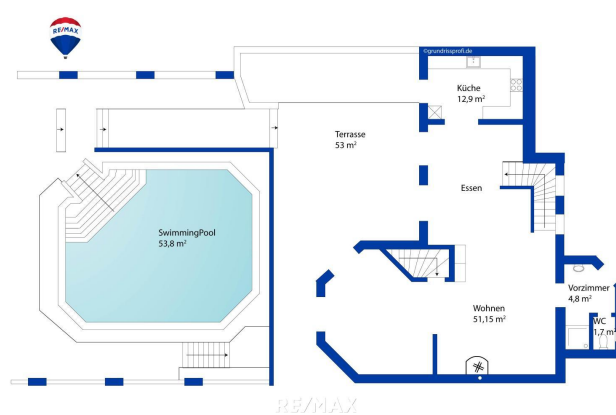 RE/MAX
©grundrissprofi.de
Küche
12,9 m²
Terrasse
53 m²
Essen
SwimmingPool
53,8 m²
Vorzimmer
4,8 m²
Wohnen
51,15 m²
WC
1,7 m²
RE/MAX